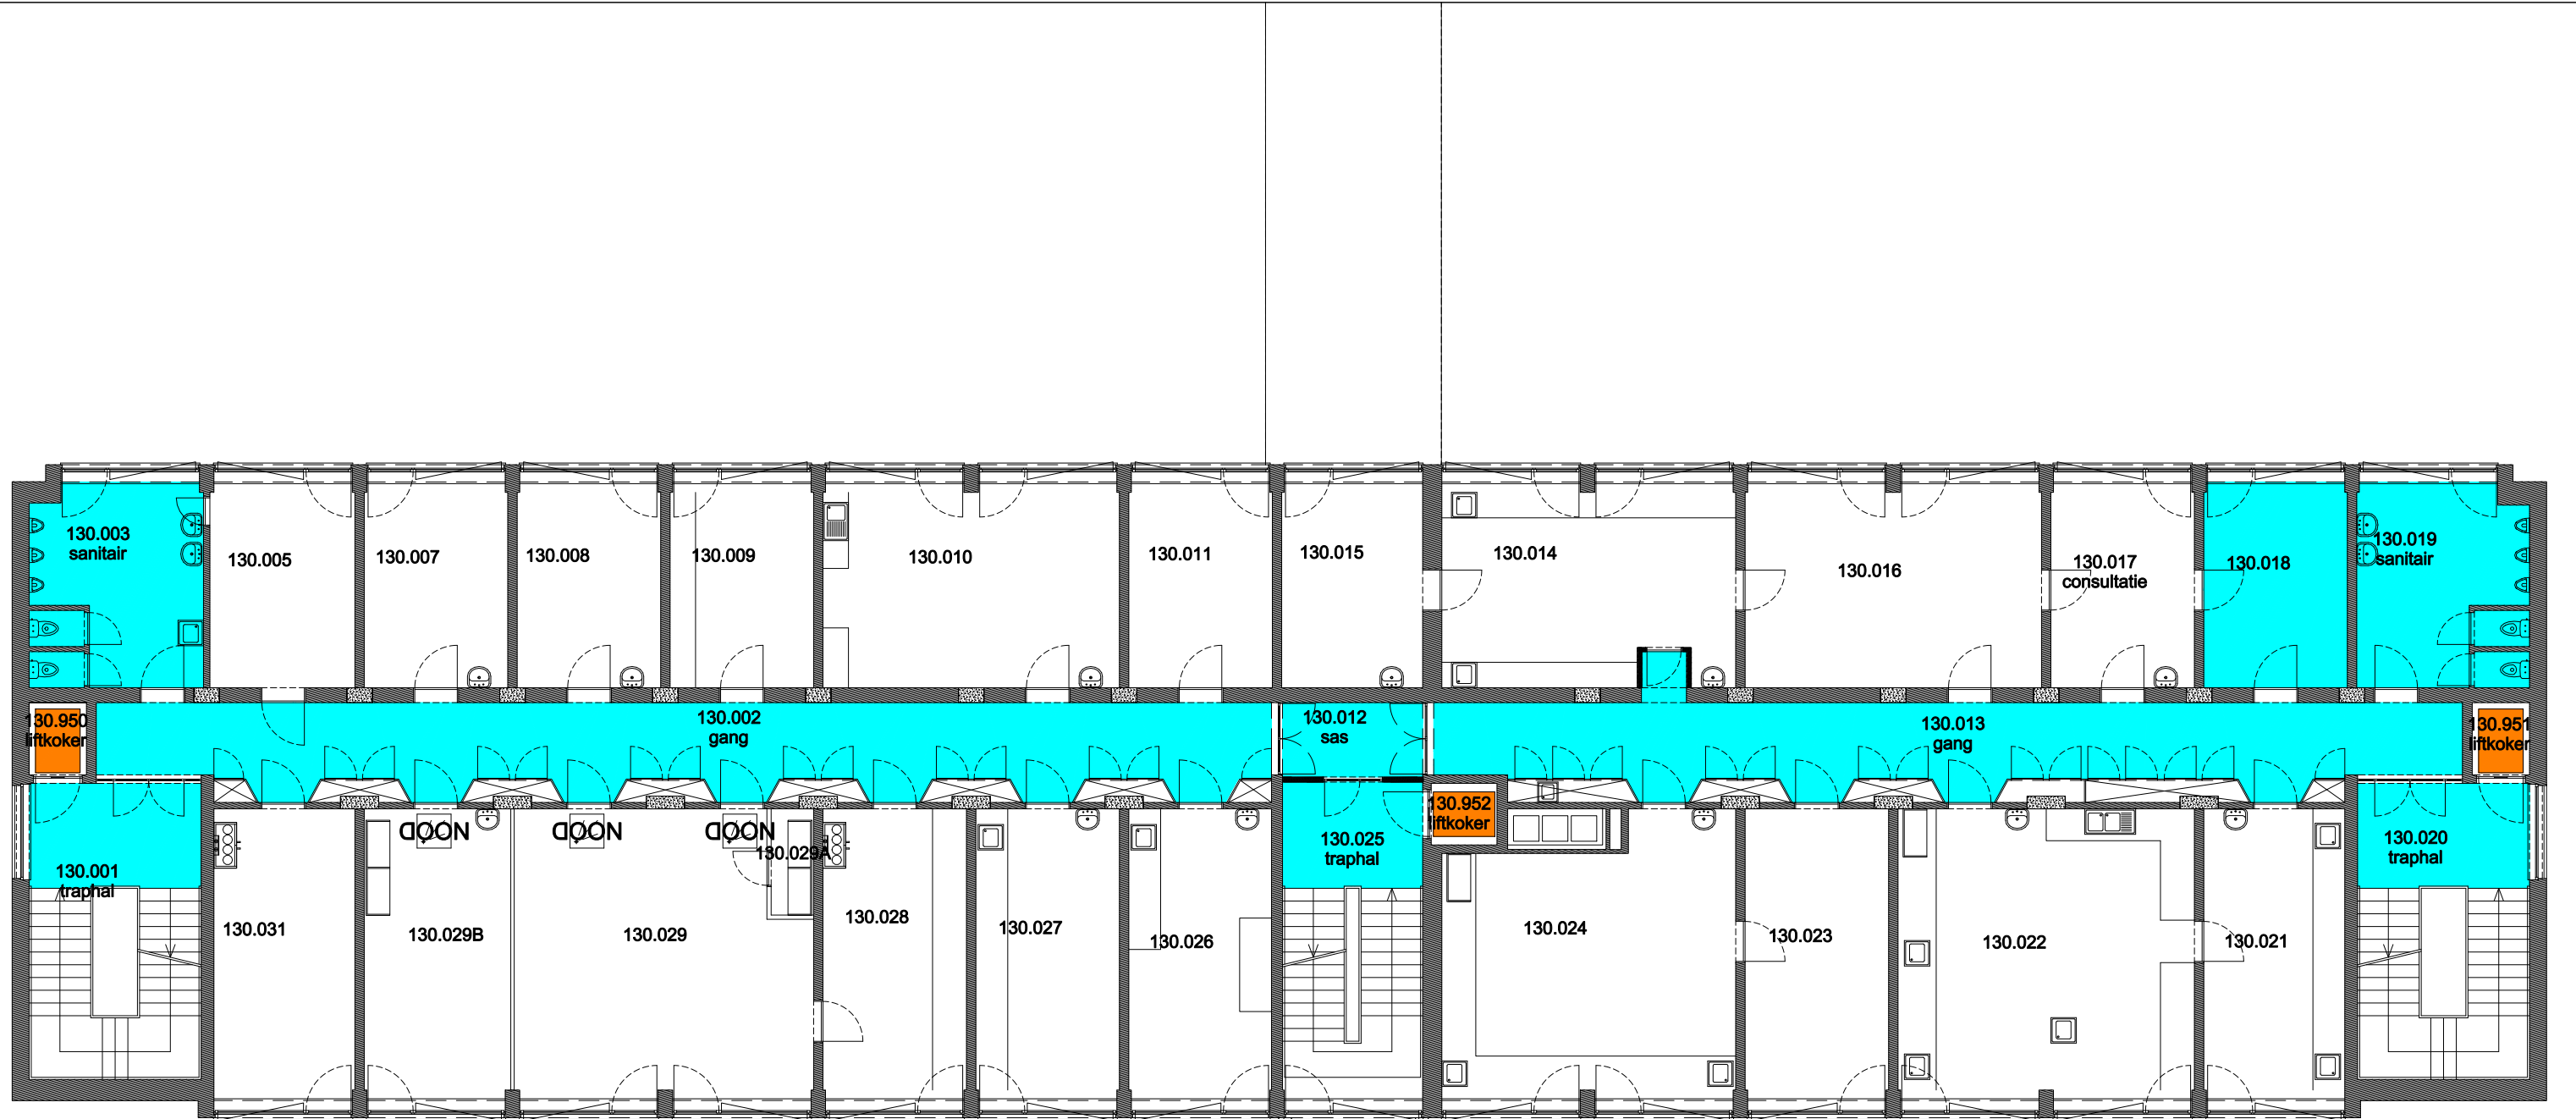 130.003
sanitair
130.005
130.007
130.008
130.009
130.010
130.011
130.015
130.014
130.016
130.017
consultatie
130.018
130.019
sanitair
130.950
liftkoker
130.002
gang
130.012
sas
130.013
gang
130.951
liftkoker
130.001
traphal
NOOD
NOOD
NOOD
130.029A
130.025
traphal
130.952
liftkoker
130.020
traphal
130.031
130.029B
130.029
130.028
130.027
130.026
130.024
130.023
130.022
130.021